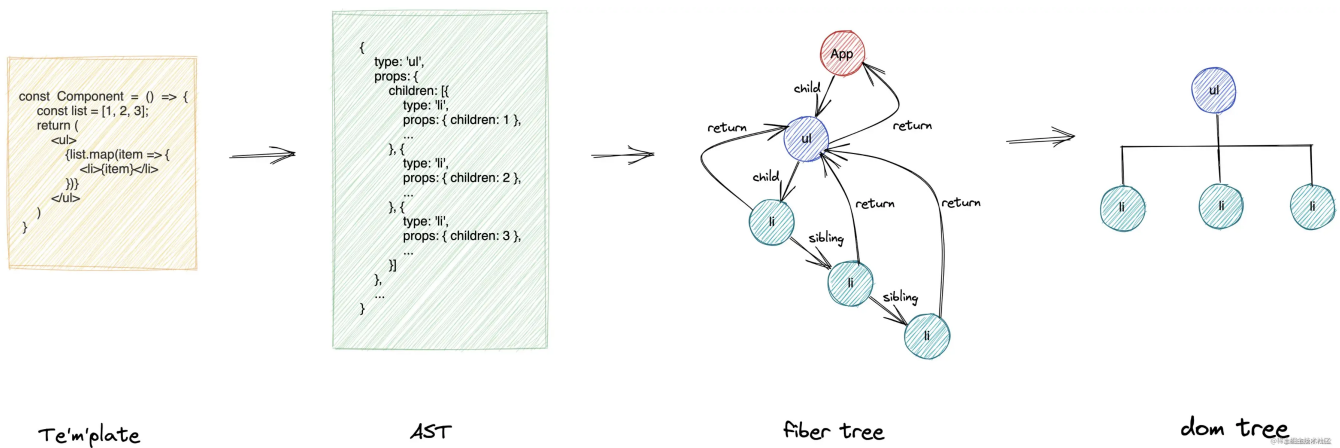 const Component = () => {
const list = [1, 2, 3];
return (
<ul>
{list.map(item => {
<li>{item}</li>
})}
</ul>
)
}
Te'm'plate
{
type: 'ul',
props: {
children: [{
type: 'li',
props: { children: 1 },
...
}, {
type: 'li',
props: { children: 2 },
...
}, {
type: 'li',
props: { children: 3 },
...
}]
},
...
}
AST
App
child
return
return
ul
child
return
return
li
sibling
li
sibling
li
fiber tree
ul
li
li
li
dom tree